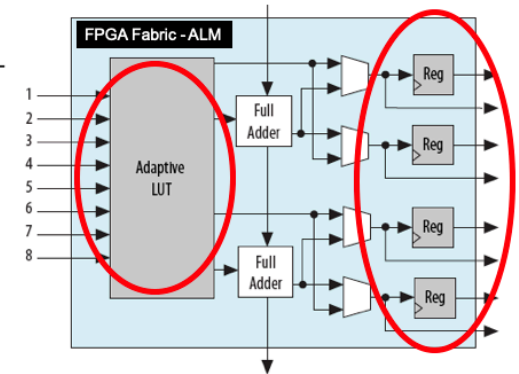 FPGA Fabric - ALM
1
2
3
4
5
6
7
8
Adaptive
LUT
Full
Adder
Full
Adder
Reg
Reg
Reg
Reg